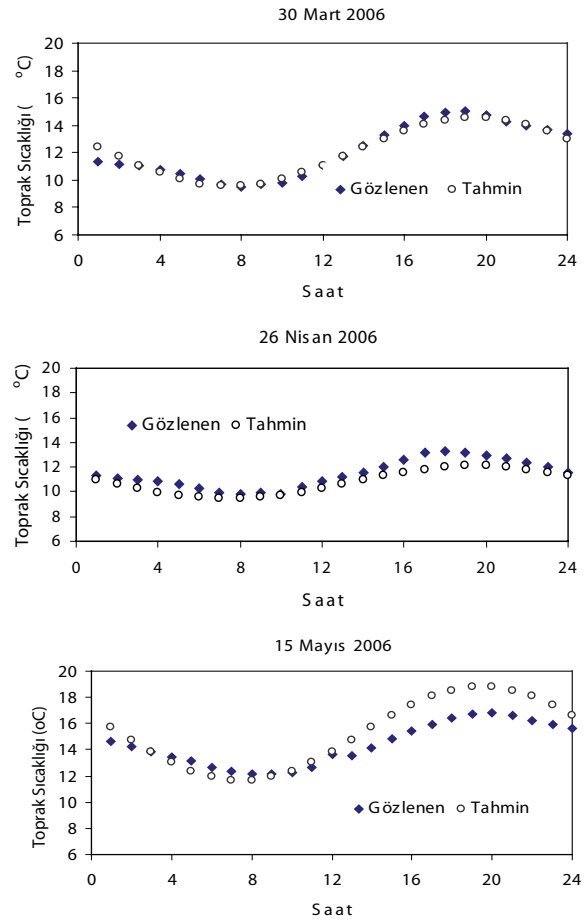 30 Mart 2006
Toprak Sıcaklığı ( °C)
20
18
16
14
12
10
8
6
Gözlenen Tahmin
0 4 8 12 16 20 24
Saat
26 Nisan 2006
Toprak Sıcaklığı ( °C)
20
18
16
14
12
10
8
6
Gözlenen Tahmin
0 4 8 12 16 20 24
Saat
15 Mayıs 2006
Toprak Sıcaklığı (oC)
20
18
16
14
12
10
8
6
Gözlenen Tahmin
0 4 8 12 16 20 24
Saat